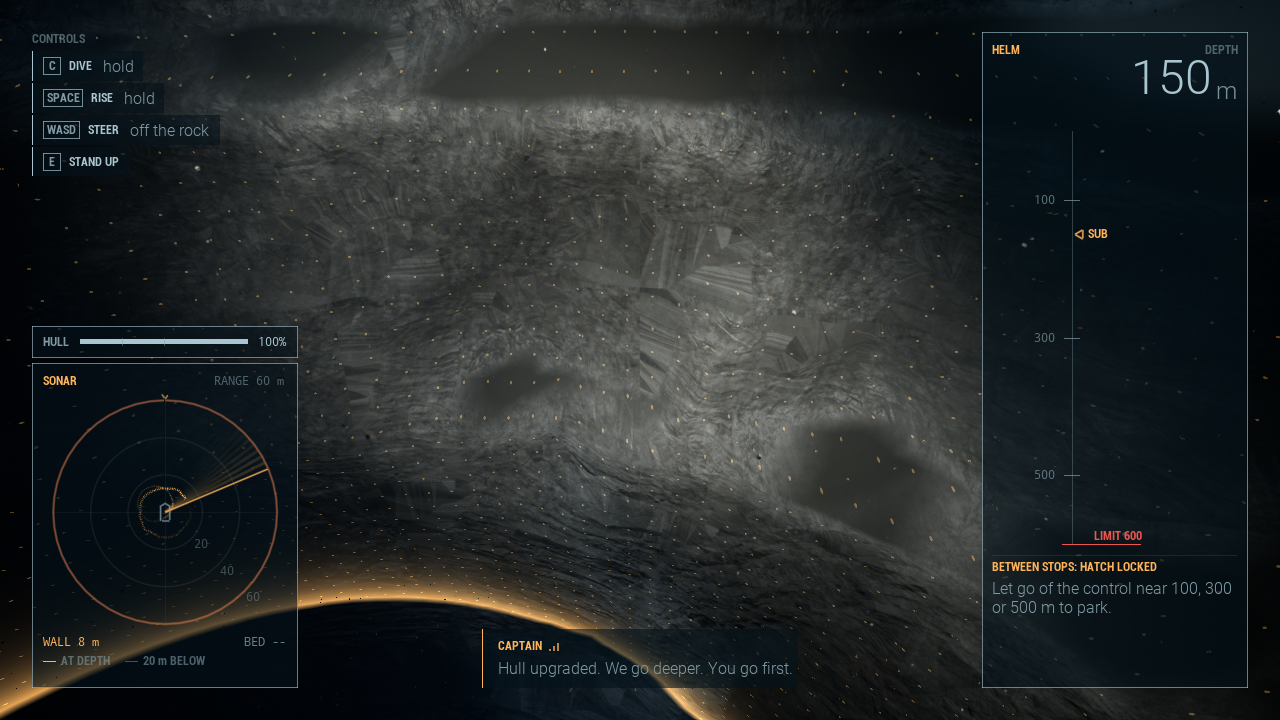 CONTROLS
C DIVE hold
SPACE RISE hold
WASD STEER off the rock
E STAND UP
HULL 100%
SONAR RANGE 60 m
20
40
60
WALL 8 m BED --
AT DEPTH 20 m BELOW
CAPTAIN
Hull upgraded. We go deeper. You go first.
HELM DEPTH
150 m
100
SUB
300
500
LIMIT 600
BETWEEN STOPS: HATCH LOCKED
Let go of the control near 100, 300
or 500 m to park.